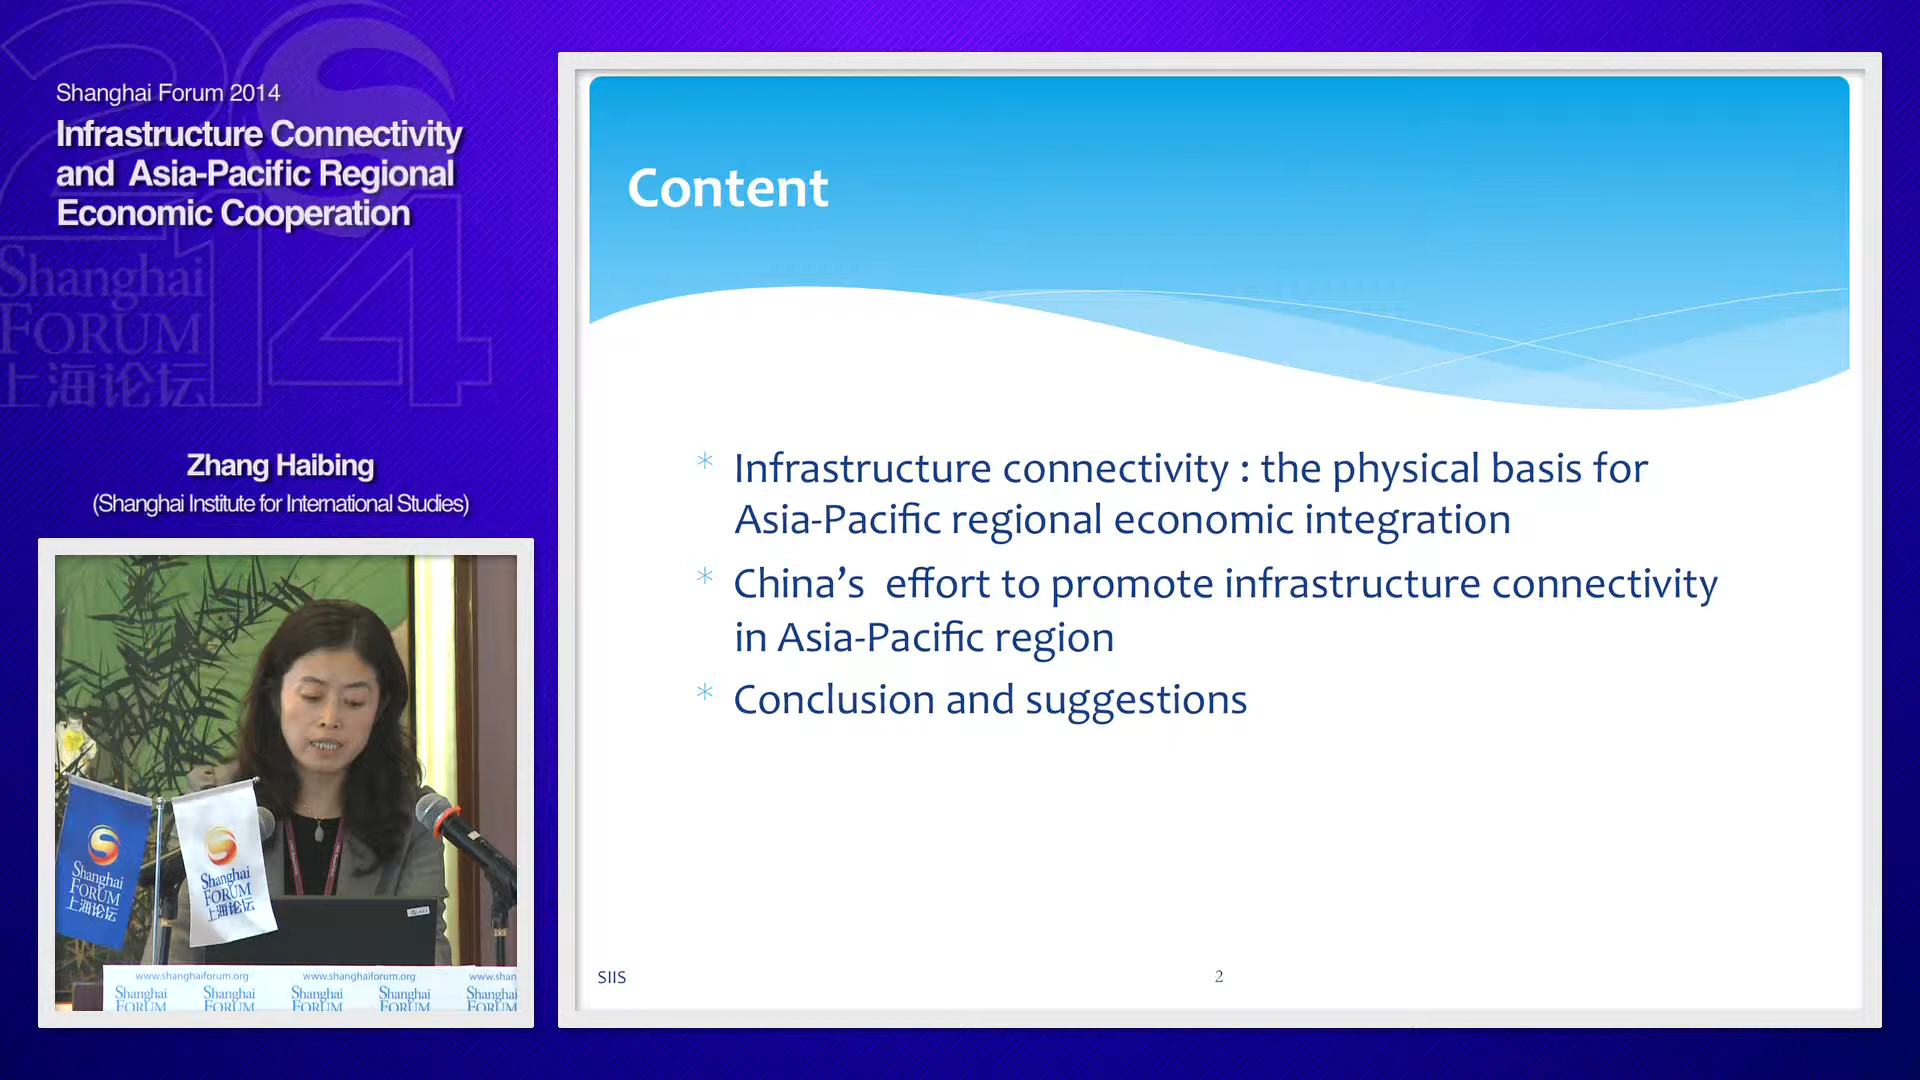 Shanghai Forum 2014
Infrastructure Connectivity
and Asia-Pacific Regional
Economic Cooperation
Shanghai
FORUM
上海论坛
Zhang Haibing
(Shanghai Institute for International Studies)
Shanghai
FORUM
上海论坛
Shanghai
FORUM
上海论坛
www.shanghaiforum.org www.shanghaiforum.org www.shan
Shanghai Shanghai Shanghai Shanghai Shanghai
FORUM FORUM FORUM FORUM FORUM
Content
* Infrastructure connectivity : the physical basis for
Asia-Pacific regional economic integration
* China’s effort to promote infrastructure connectivity
in Asia-Pacific region
* Conclusion and suggestions
SIIS
2